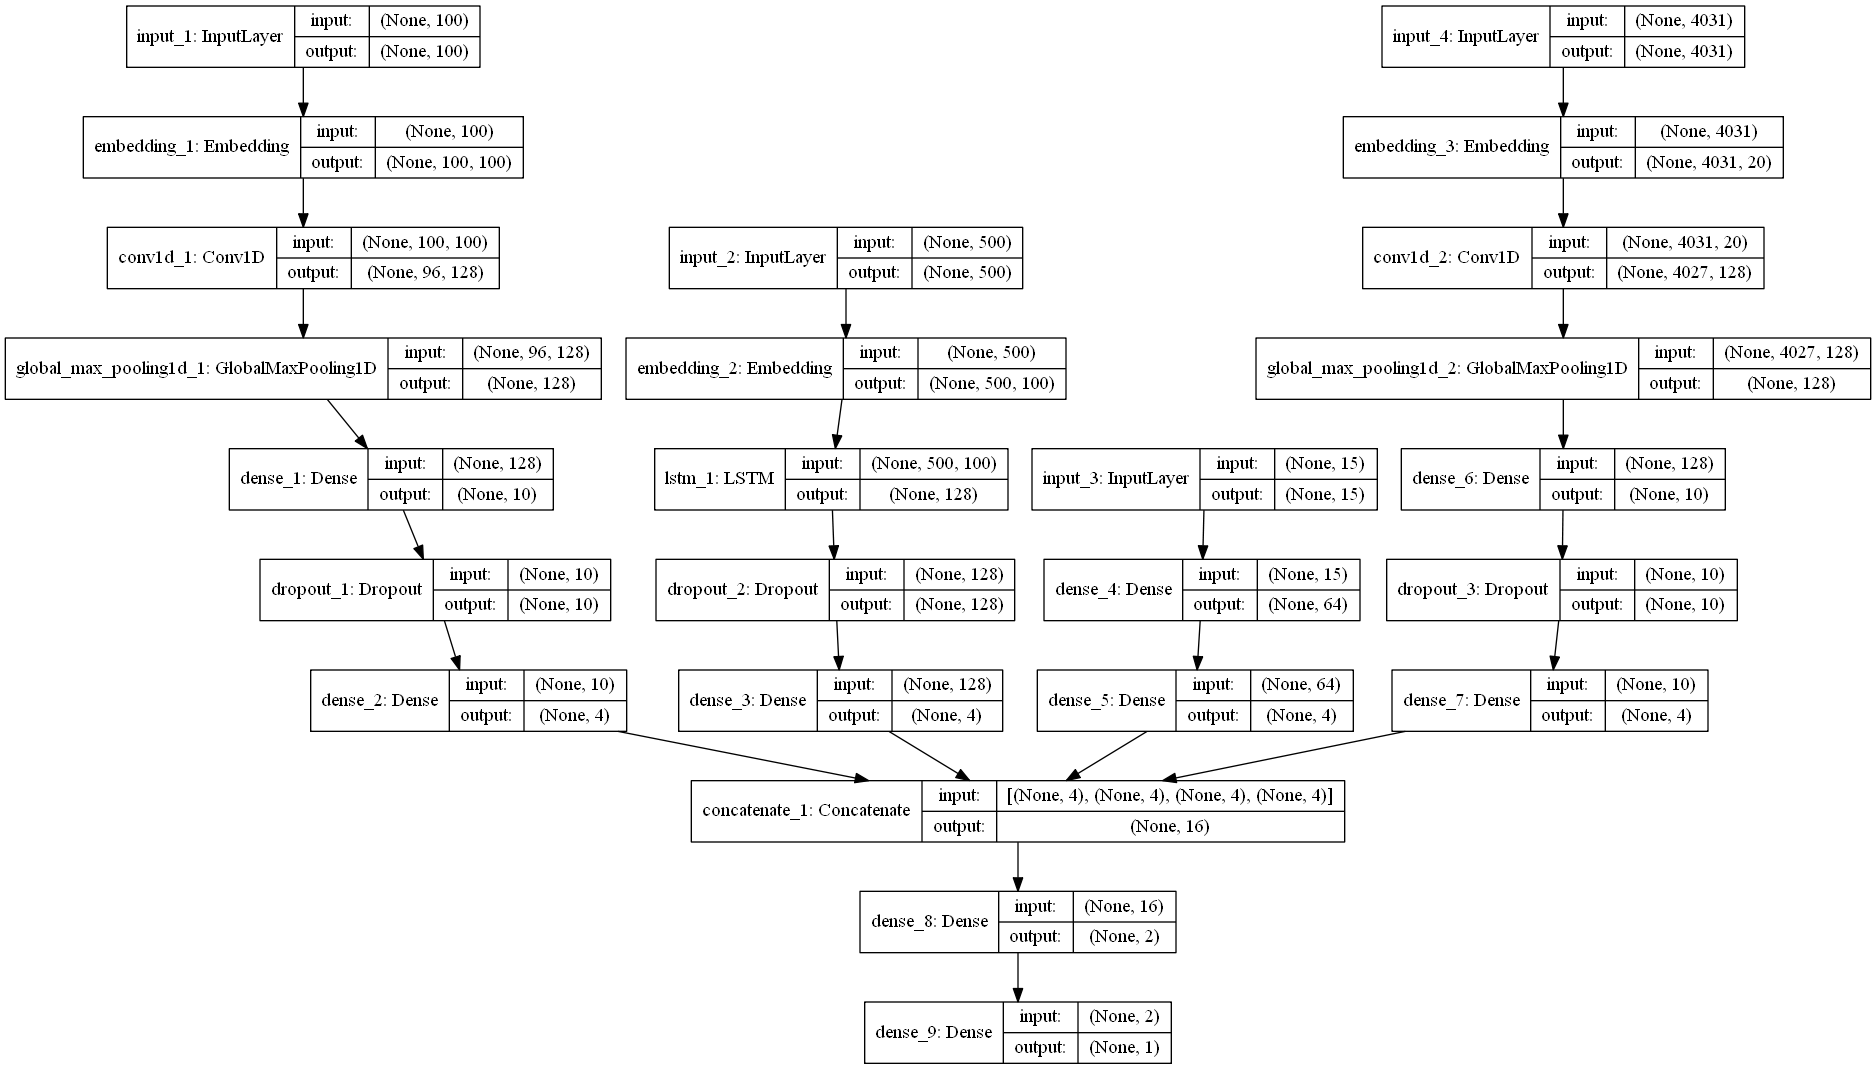 input_1: InputLayer
input: (None, 100)
output: (None, 100)
input_4: InputLayer
input: (None, 4031)
output: (None, 4031)
embedding_1: Embedding
input: (None, 100)
output: (None, 100, 100)
embedding_3: Embedding
input: (None, 4031)
output: (None, 4031, 20)
conv1d_1: Conv1D
input: (None, 100, 100)
output: (None, 96, 128)
input_2: InputLayer
input: (None, 500)
output: (None, 500)
conv1d_2: Conv1D
input: (None, 4031, 20)
output: (None, 4027, 128)
global_max_pooling1d_1: GlobalMaxPooling1D
input: (None, 96, 128)
output: (None, 128)
embedding_2: Embedding
input: (None, 500)
output: (None, 500, 100)
global_max_pooling1d_2: GlobalMaxPooling1D
input: (None, 4027, 128)
output: (None, 128)
dense_1: Dense
input: (None, 128)
output: (None, 10)
lstm_1: LSTM
input: (None, 500, 100)
output: (None, 128)
input_3: InputLayer
input: (None, 15)
output: (None, 15)
dense_6: Dense
input: (None, 128)
output: (None, 10)
dropout_1: Dropout
input: (None, 10)
output: (None, 10)
dropout_2: Dropout
input: (None, 128)
output: (None, 128)
dense_4: Dense
input: (None, 15)
output: (None, 64)
dropout_3: Dropout
input: (None, 10)
output: (None, 10)
dense_2: Dense
input: (None, 10)
output: (None, 4)
dense_3: Dense
input: (None, 128)
output: (None, 4)
dense_5: Dense
input: (None, 64)
output: (None, 4)
dense_7: Dense
input: (None, 10)
output: (None, 4)
concatenate_1: Concatenate
input: [(None, 4), (None, 4), (None, 4), (None, 4)]
output: (None, 16)
dense_8: Dense
input: (None, 16)
output: (None, 2)
dense_9: Dense
input: (None, 2)
output: (None, 1)